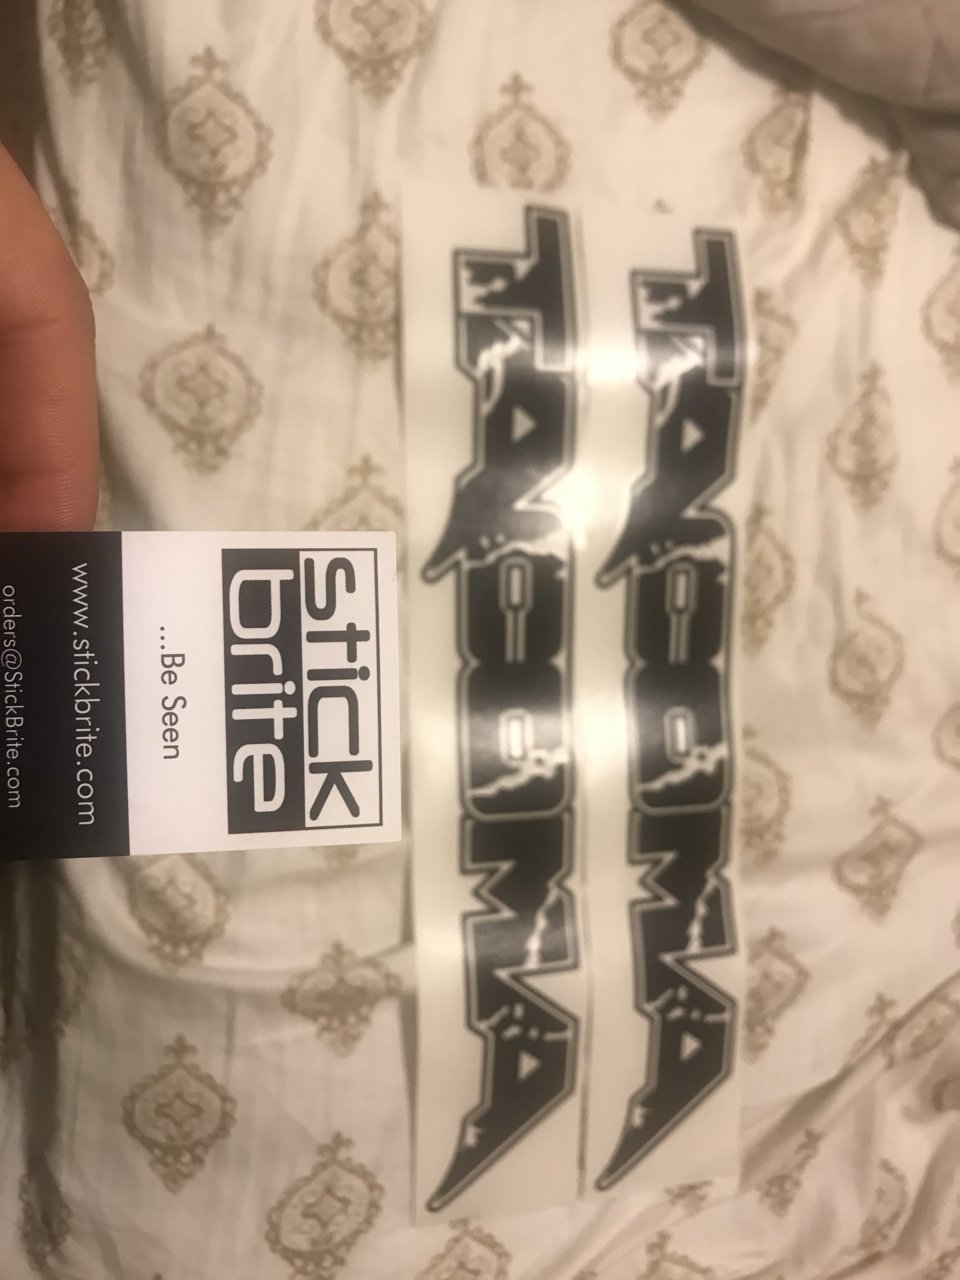 stick
brite
...Be Seen
www.stickbrite.com
orders@StickBrite.com
TACOMA
TACOMA